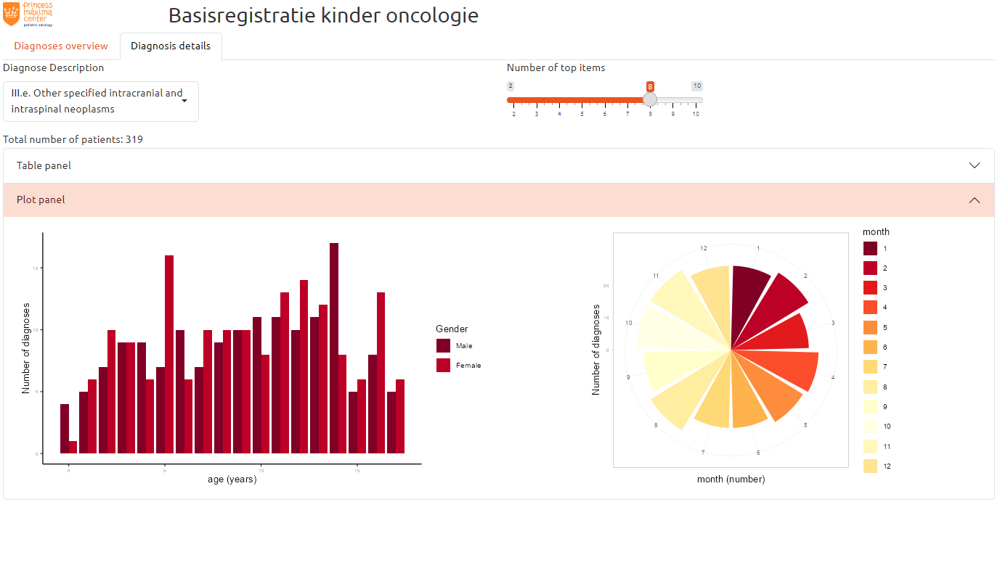 princess
máxima
center
pediatric oncology
Basisregistratie kinder oncologie
Diagnoses overview
Diagnosis details
Diagnose Description
III.e. Other specified intracranial and
intraspinal neoplasms
Number of top items
2
8
10
2 3 4 5 6 7 8 9 10
Total number of patients: 319
Table panel
Plot panel
Number of diagnoses
15
10
5
0
0 5 10 15
age (years)
Gender
Male
Female
Number of diagnoses
20
10
0
12
1
11
2
10
3
9
4
8
5
7
6
month (number)
month
1
2
3
4
5
6
7
8
9
10
11
12